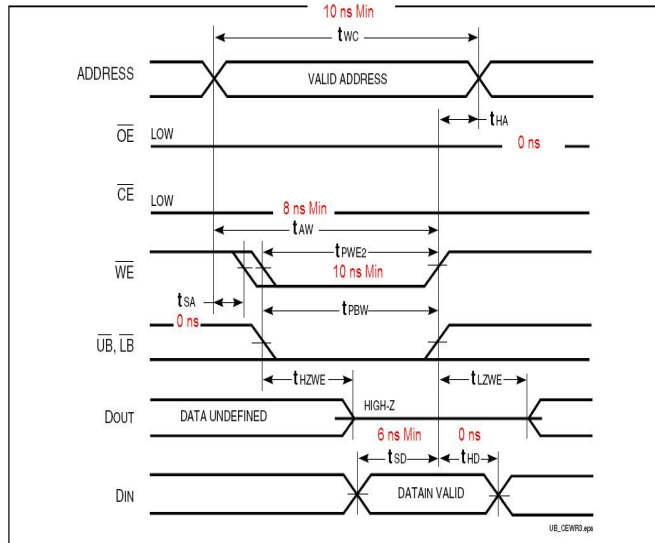 10 ns Min
tWC
ADDRESS
VALID ADDRESS
tHA
OE LOW
0 ns
CE LOW
8 ns Min
tAW
tPWE2
WE
10 ns Min
tSA
0 ns
tPBW
UB, LB
tHZWE
tLZWE
HIGH-Z
DOUT
DATA UNDEFINED
6 ns Min
0 ns
tSD
tHD
DIN
DATAIN VALID
UB_CEWR3.eps